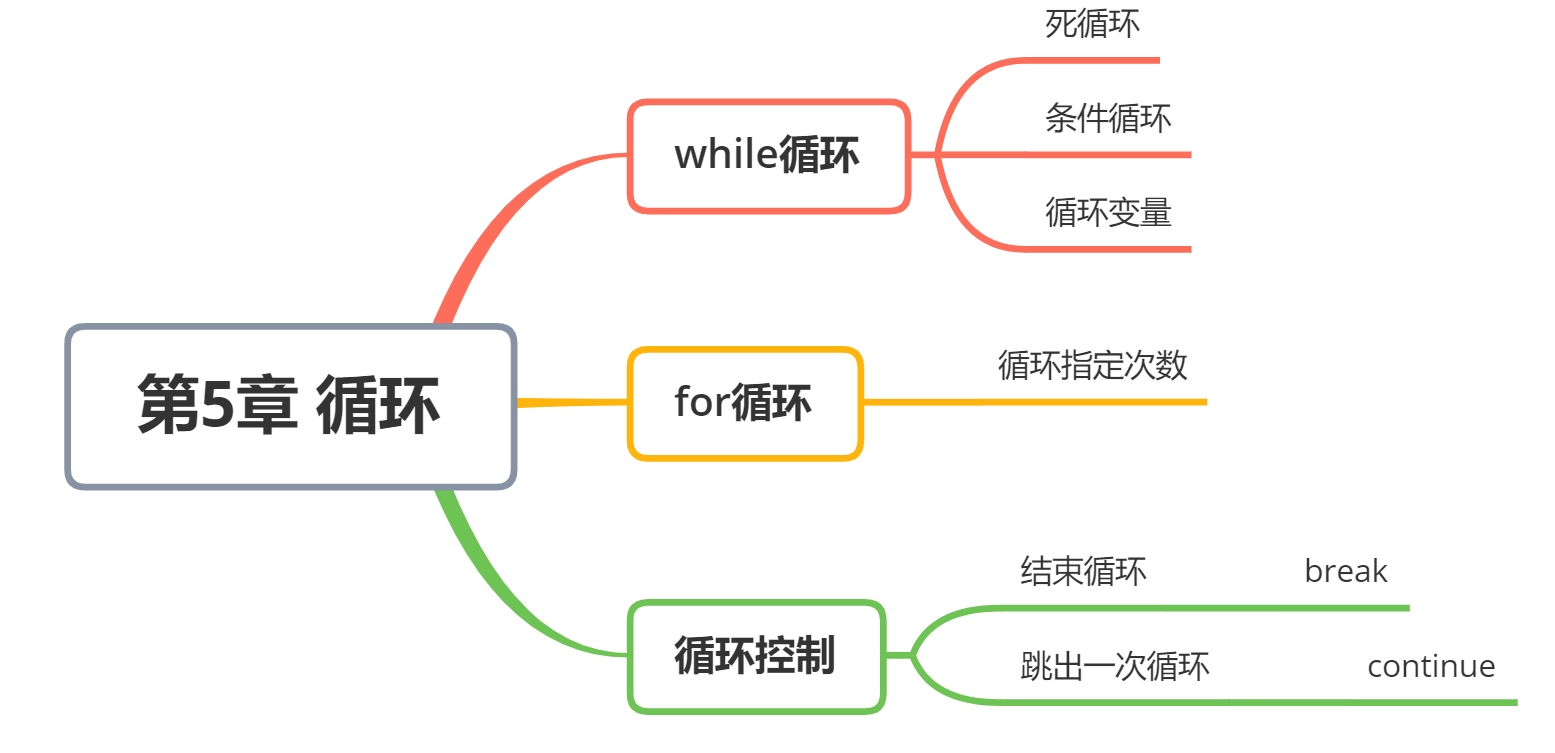 第5章 循环
while循环
死循环
条件循环
循环变量
for循环
循环指定次数
循环控制
结束循环 break
跳出一次循环 continue